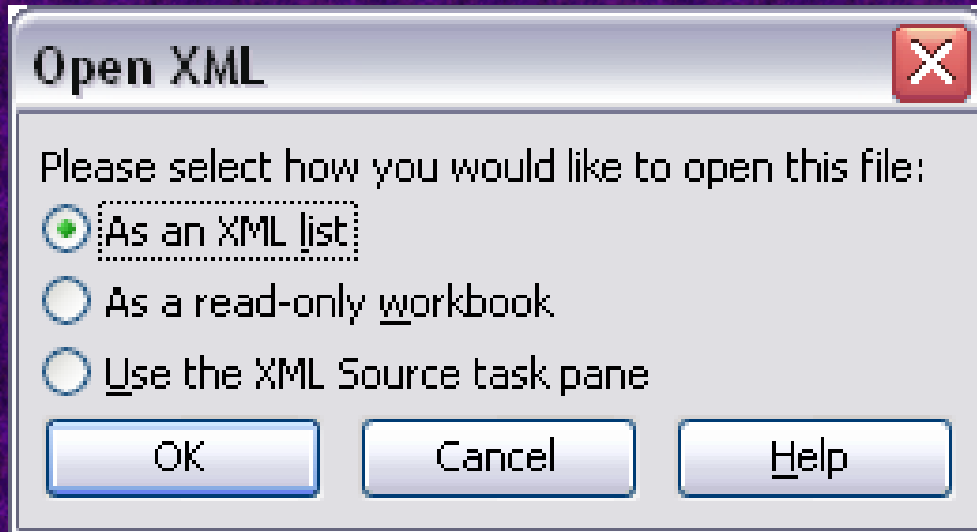 Open XML
Please select how you would like to open this file:
As an XML list
As a read-only workbook
Use the XML Source task pane
OK Cancel Help